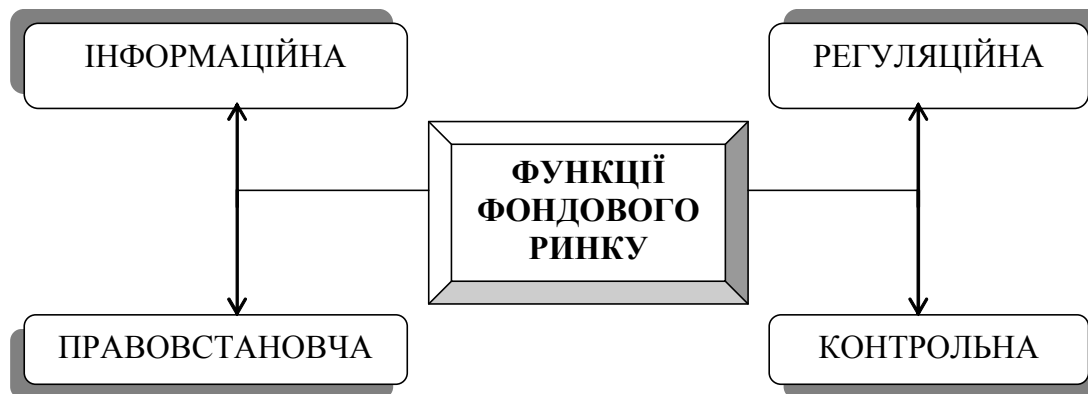 ІНФОРМАЦІЙНА
РЕГУЛЯЦІЙНА
ФУНКЦІЇ
ФОНДОВОГО
РИНКУ
ПРАВОВСТАНОВЧА
КОНТРОЛЬНА